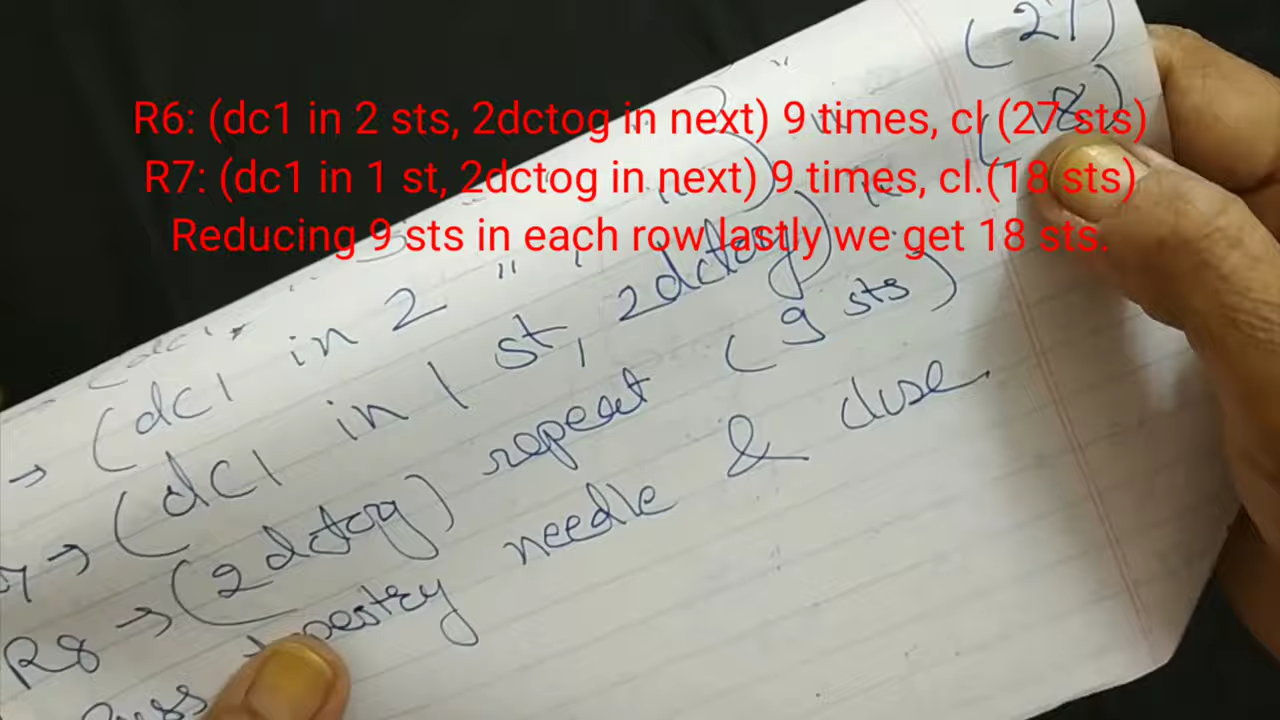 R6: (dc1 in 2 sts, 2dctog in next) 9 times, cl (27 sts)
R7: (dc1 in 1 st, 2dctog in next) 9 times, cl.(18 sts)
Reducing 9 sts in each row lastly we get 18 sts.
(27)
→ (dc1 in 2 " , ) "
→ (dc1 in 1 st, 2dctog) "
R8 → (2dctog) repeat (9 sts)
needle & close